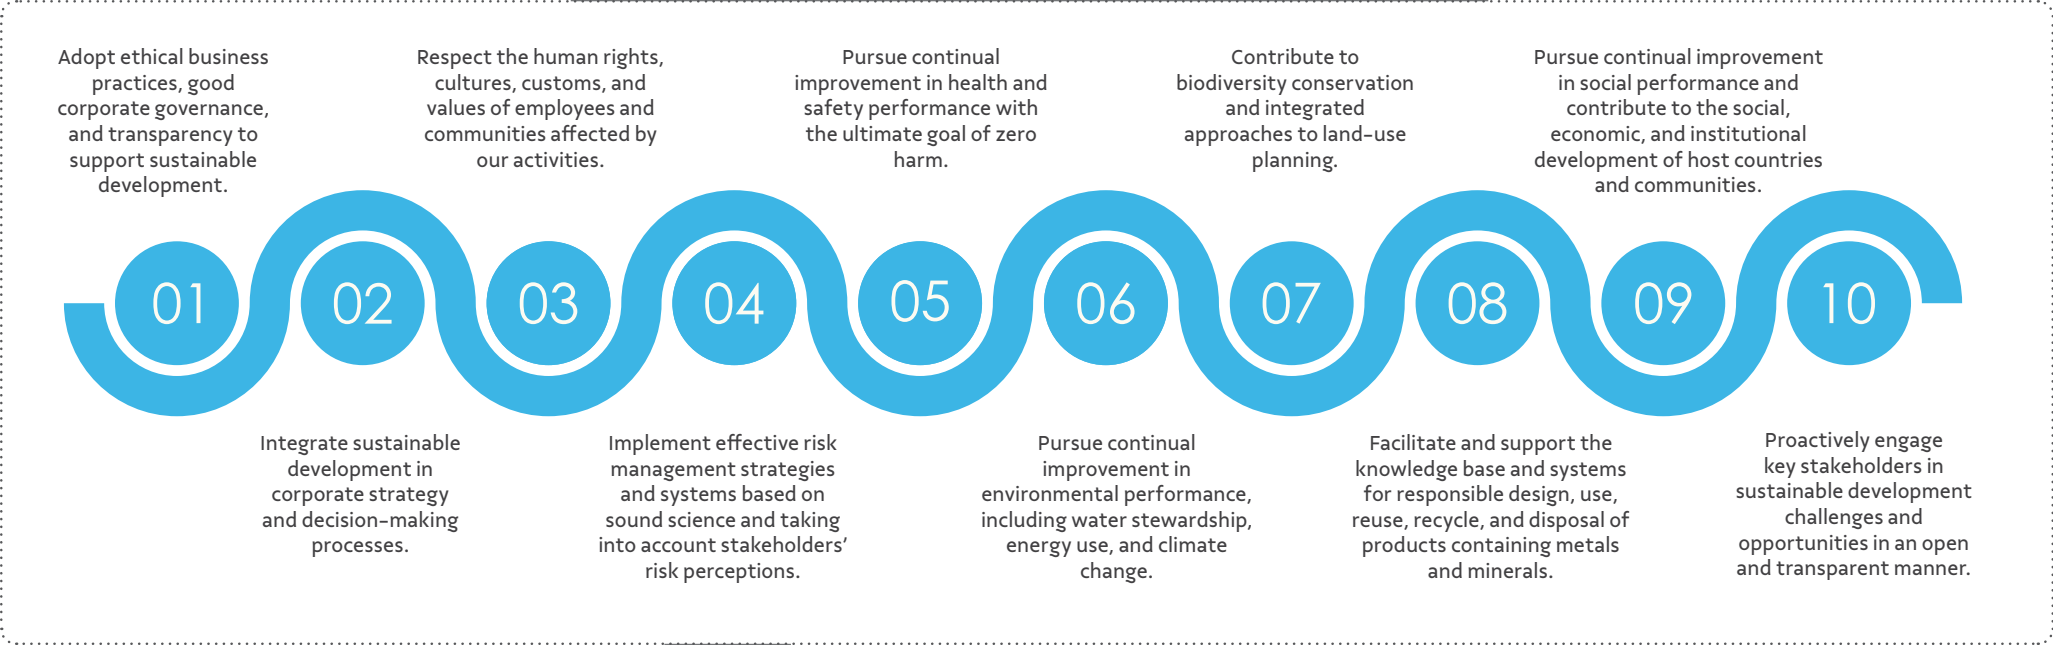 Adopt ethical business
practices, good
corporate governance,
and transparency to
support sustainable
development.
Respect the human rights,
cultures, customs, and
values of employees and
communities affected by
our activities.
Pursue continual
improvement in health and
safety performance with
the ultimate goal of zero
harm.
Contribute to
biodiversity conservation
and integrated
approaches to land-use
planning.
Pursue continual improvement
in social performance and
contribute to the social,
economic, and institutional
development of host countries
and communities.
01
02
03
04
05
06
07
08
09
10
Integrate sustainable
development in
corporate strategy
and decision-making
processes.
Implement effective risk
management strategies
and systems based on
sound science and taking
into account stakeholders’
risk perceptions.
Pursue continual
improvement in
environmental performance,
including water stewardship,
energy use, and climate
change.
Facilitate and support the
knowledge base and systems
for responsible design, use,
reuse, recycle, and disposal of
products containing metals
and minerals.
Proactively engage
key stakeholders in
sustainable development
challenges and
opportunities in an open
and transparent manner.